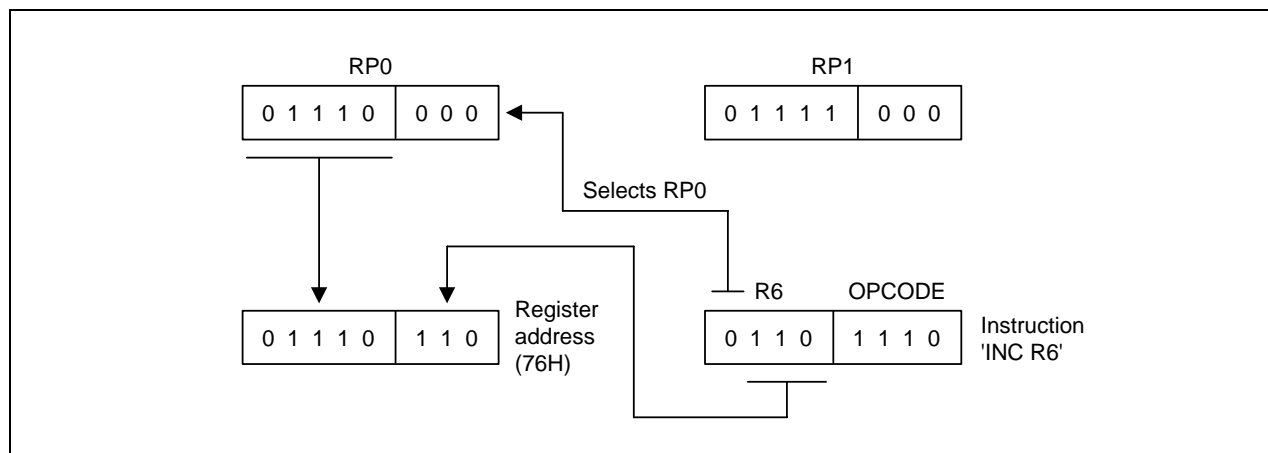 RP0
RP1
0 1 1 1 0 0 0 0
0 1 1 1 1 0 0 0
Selects RP0
R6 OPCODE
0 1 1 1 0 1 1 0
Register
address
(76H)
0 1 1 0 1 1 1 0
Instruction
'INC R6'